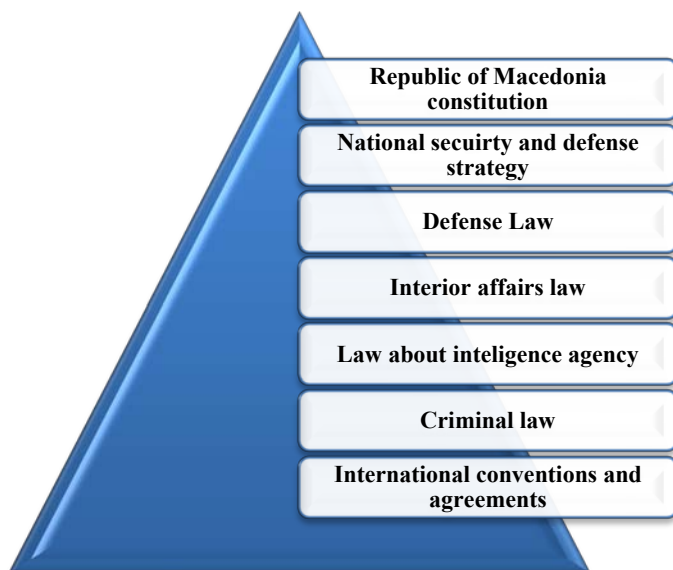 Republic of Macedonia
constitution
National secuirty and defense
strategy
Defense Law
Interior affairs law
Law about inteligence agency
Criminal law
International conventions and
agreements